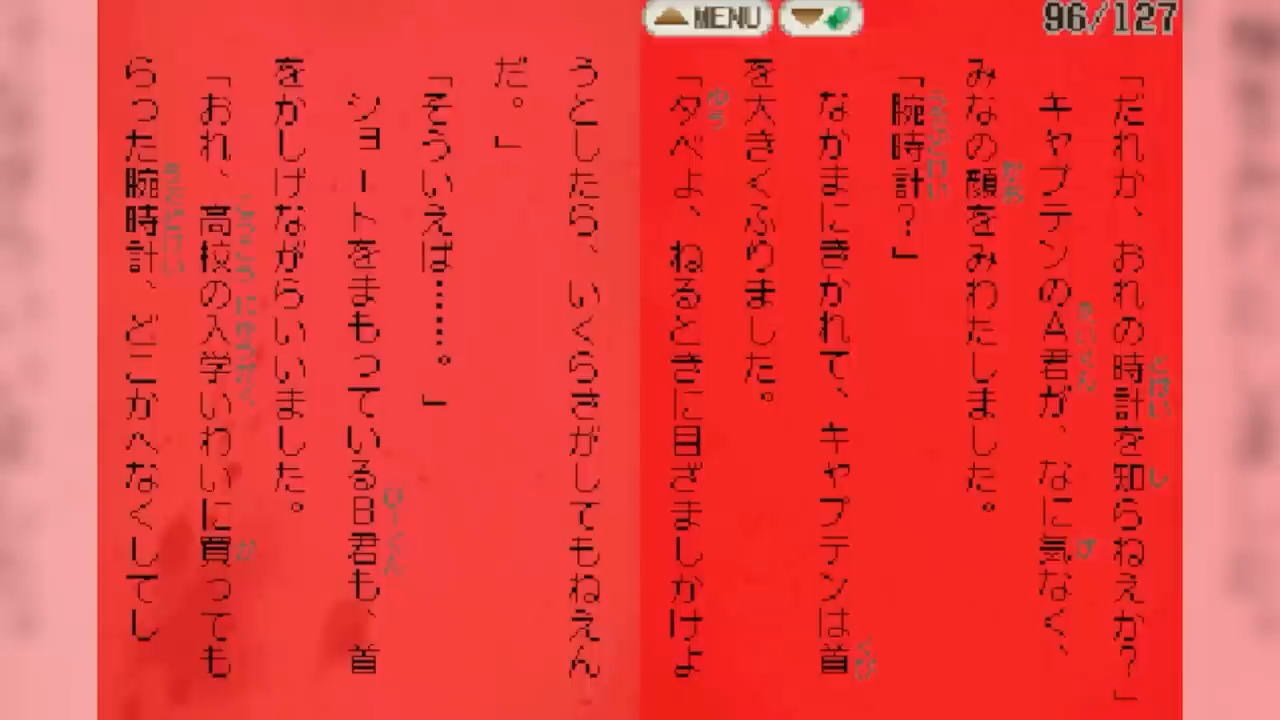 MENU
96/127
「だれか、おれの時計を知らねえか？」
キャプテンのA君が、なに気なく、
みなの顔をみわたしました。
「腕時計？」
なかまにきかれて、キャプテンは首
を大きくふりました。
「夕べよ、ねるときに目ざましかけよ
うとしたら、いくらさがしてもねえん
だ。」
「そういえば……。」
ショートをまもっているB君も、首
をかしげながらいいました。
「おれ、高校の入学いわいに買っても
らった腕時計、どこかへなくしてし